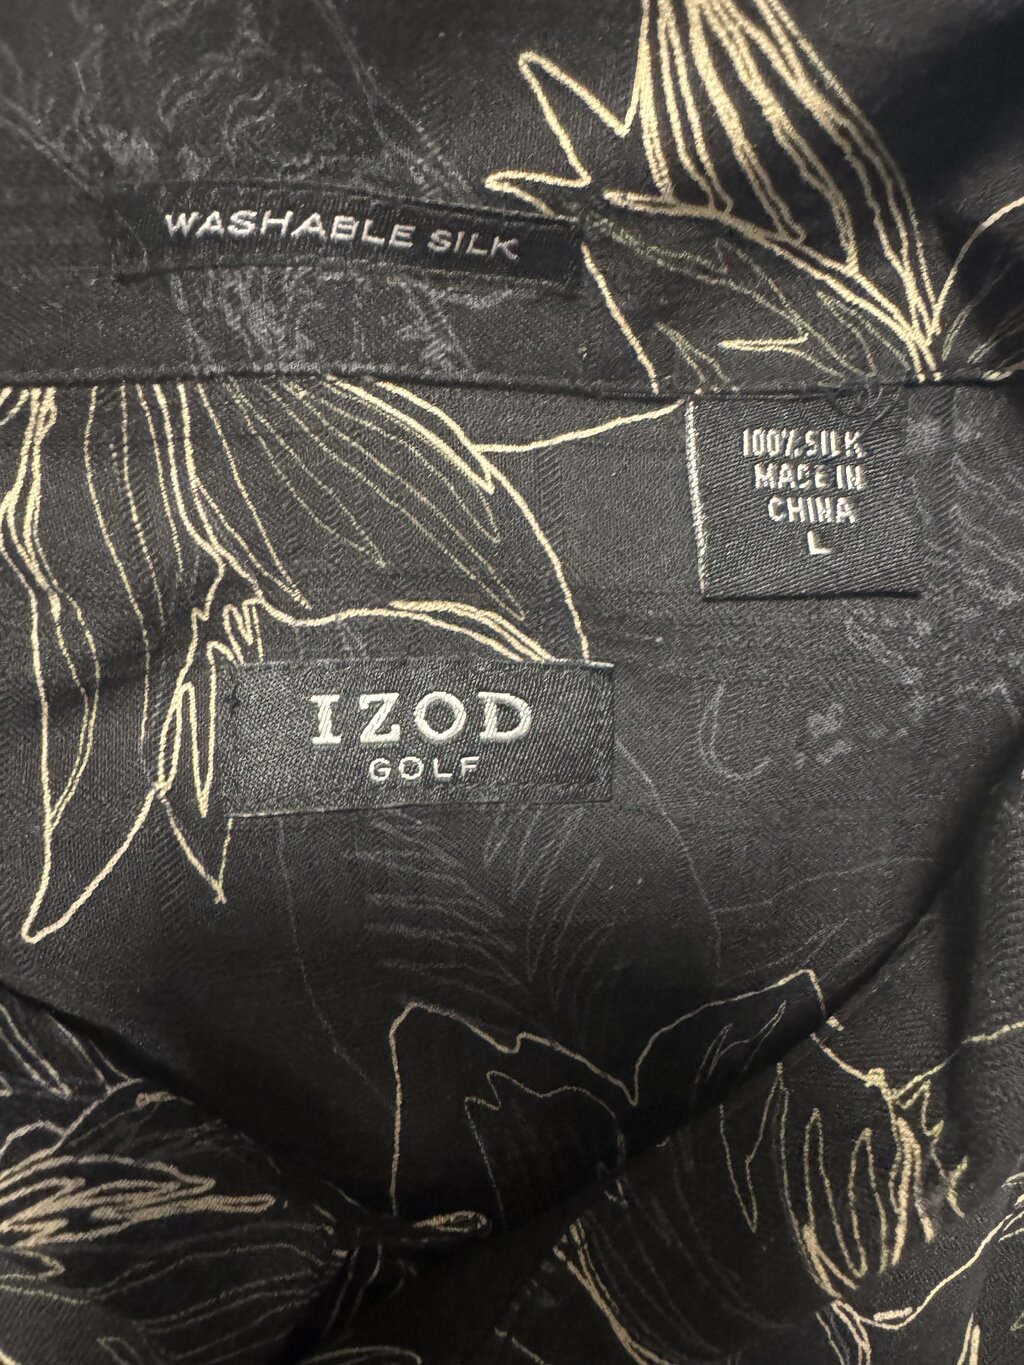 WASHABLE SILK
100% SILK
MADE IN
CHINA
L
IZOD
GOLF